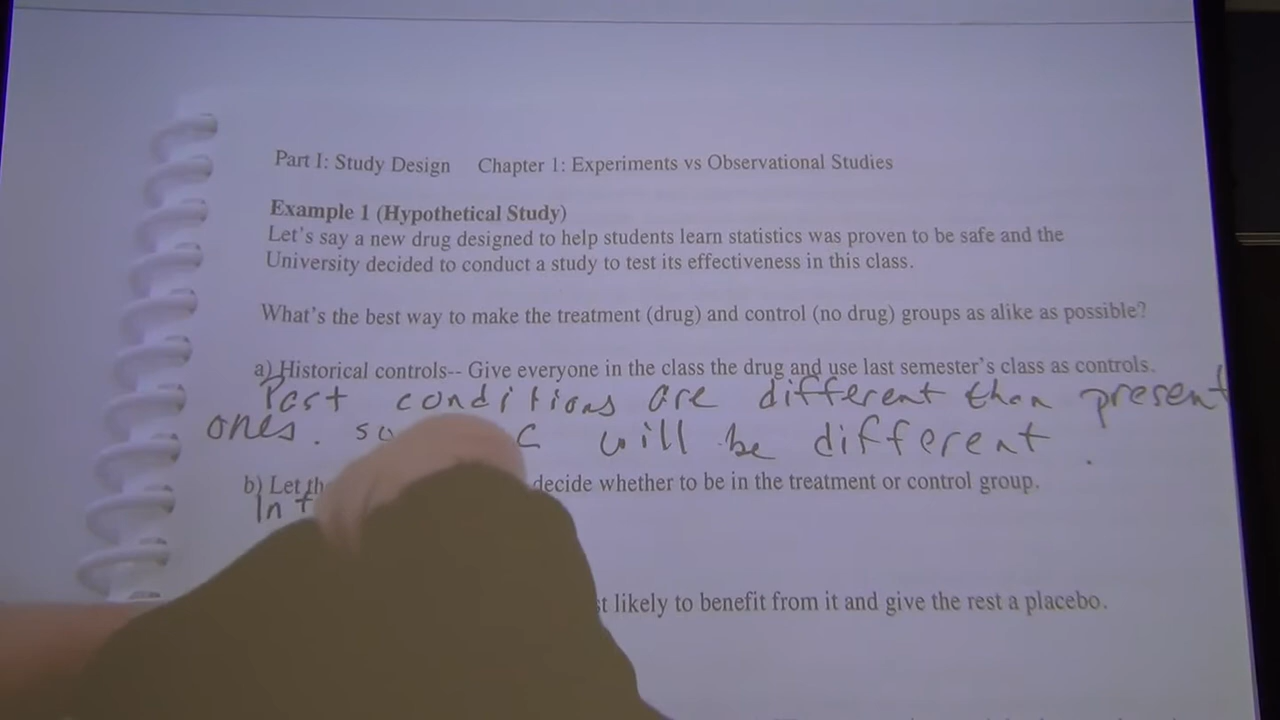 Part I: Study Design Chapter 1: Experiments vs Observational Studies
Example 1 (Hypothetical Study)
Let's say a new drug designed to help students learn statistics was proven to be safe and the
University decided to conduct a study to test its effectiveness in this class.
What's the best way to make the treatment (drug) and control (no drug) groups as alike as possible?
a) Historical controls-- Give everyone in the class the drug and use last semester's class as controls.
Past conditions are different than present
ones. C will be different
b) Let decide whether to be in the treatment or control group.
likely to benefit from it and give the rest a placebo.